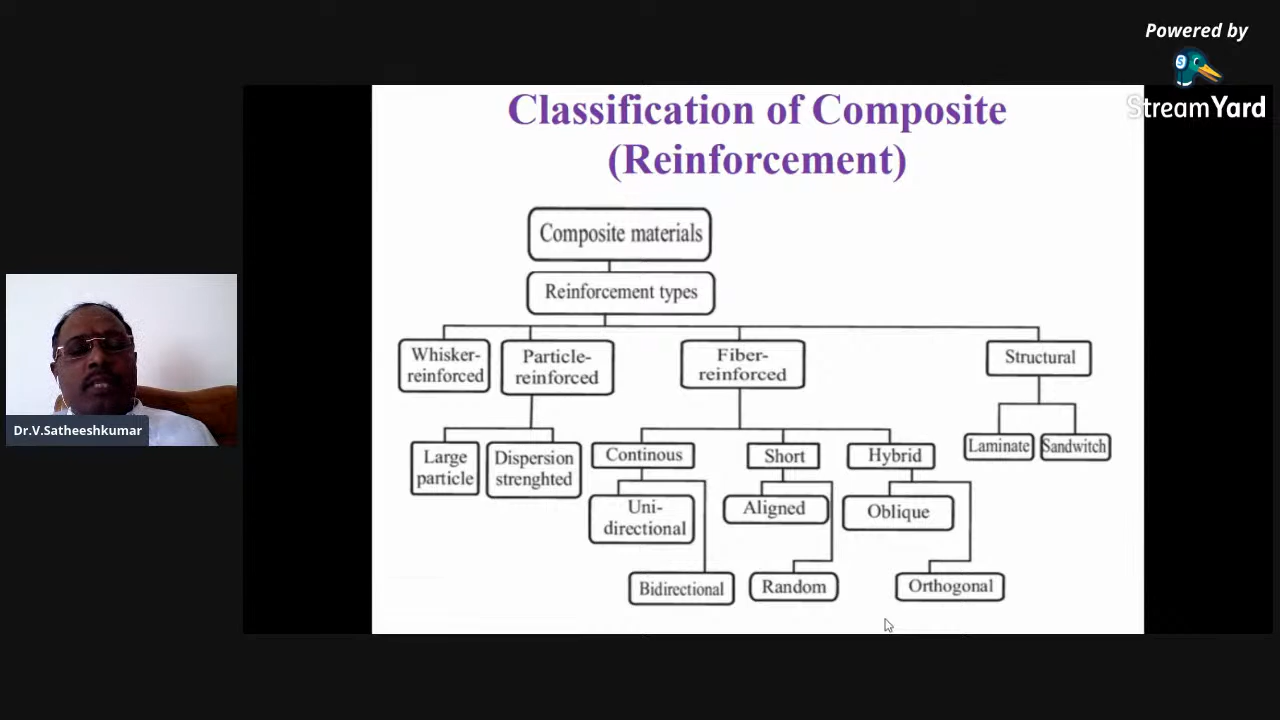 Powered by
StreamYard
Classification of Composite
(Reinforcement)
Composite materials
Reinforcement types
Whisker-
reinforced
Particle-
reinforced
Fiber-
reinforced
Structural
Large
particle
Dispersion
strenghted
Continous
Short
Hybrid
Laminate
Sandwitch
Uni-
directional
Aligned
Oblique
Bidirectional
Random
Orthogonal
Dr.V.Satheeshkumar